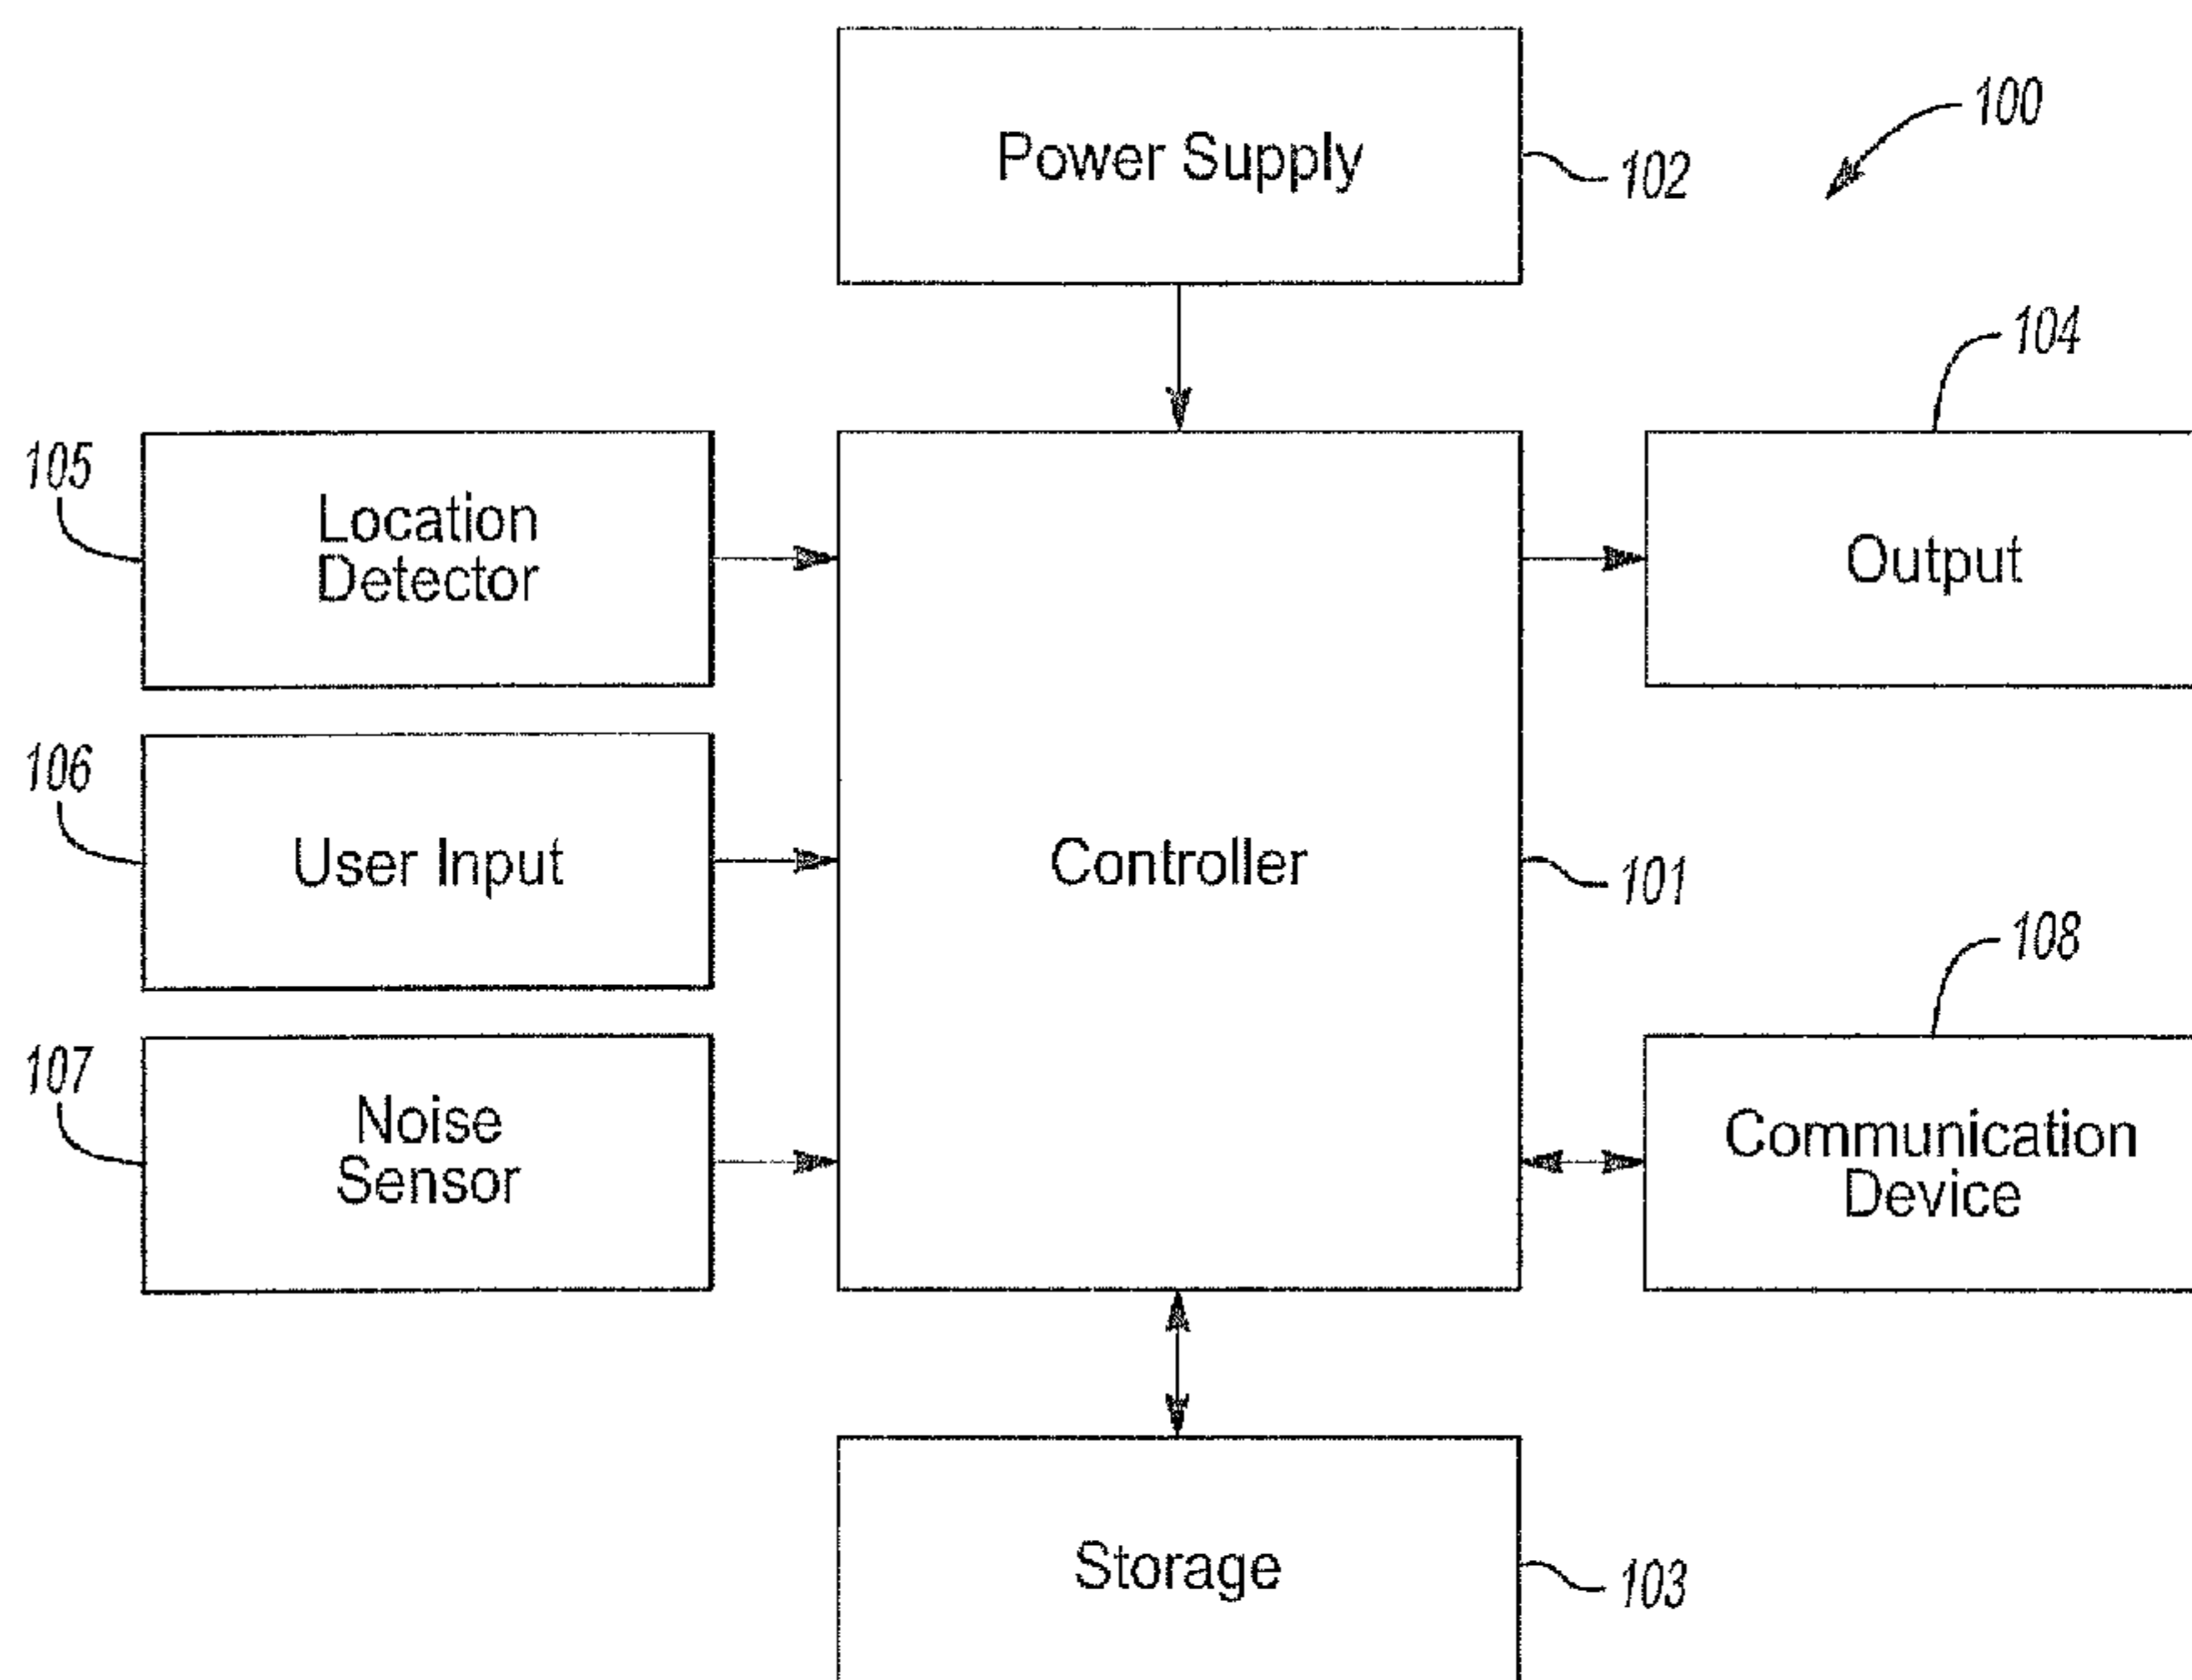 Power Supply
102
100
104
105
Location
Detector
Output
106
User Input
Controller
101
108
107
Noise
Sensor
Communication
Device
Storage
103